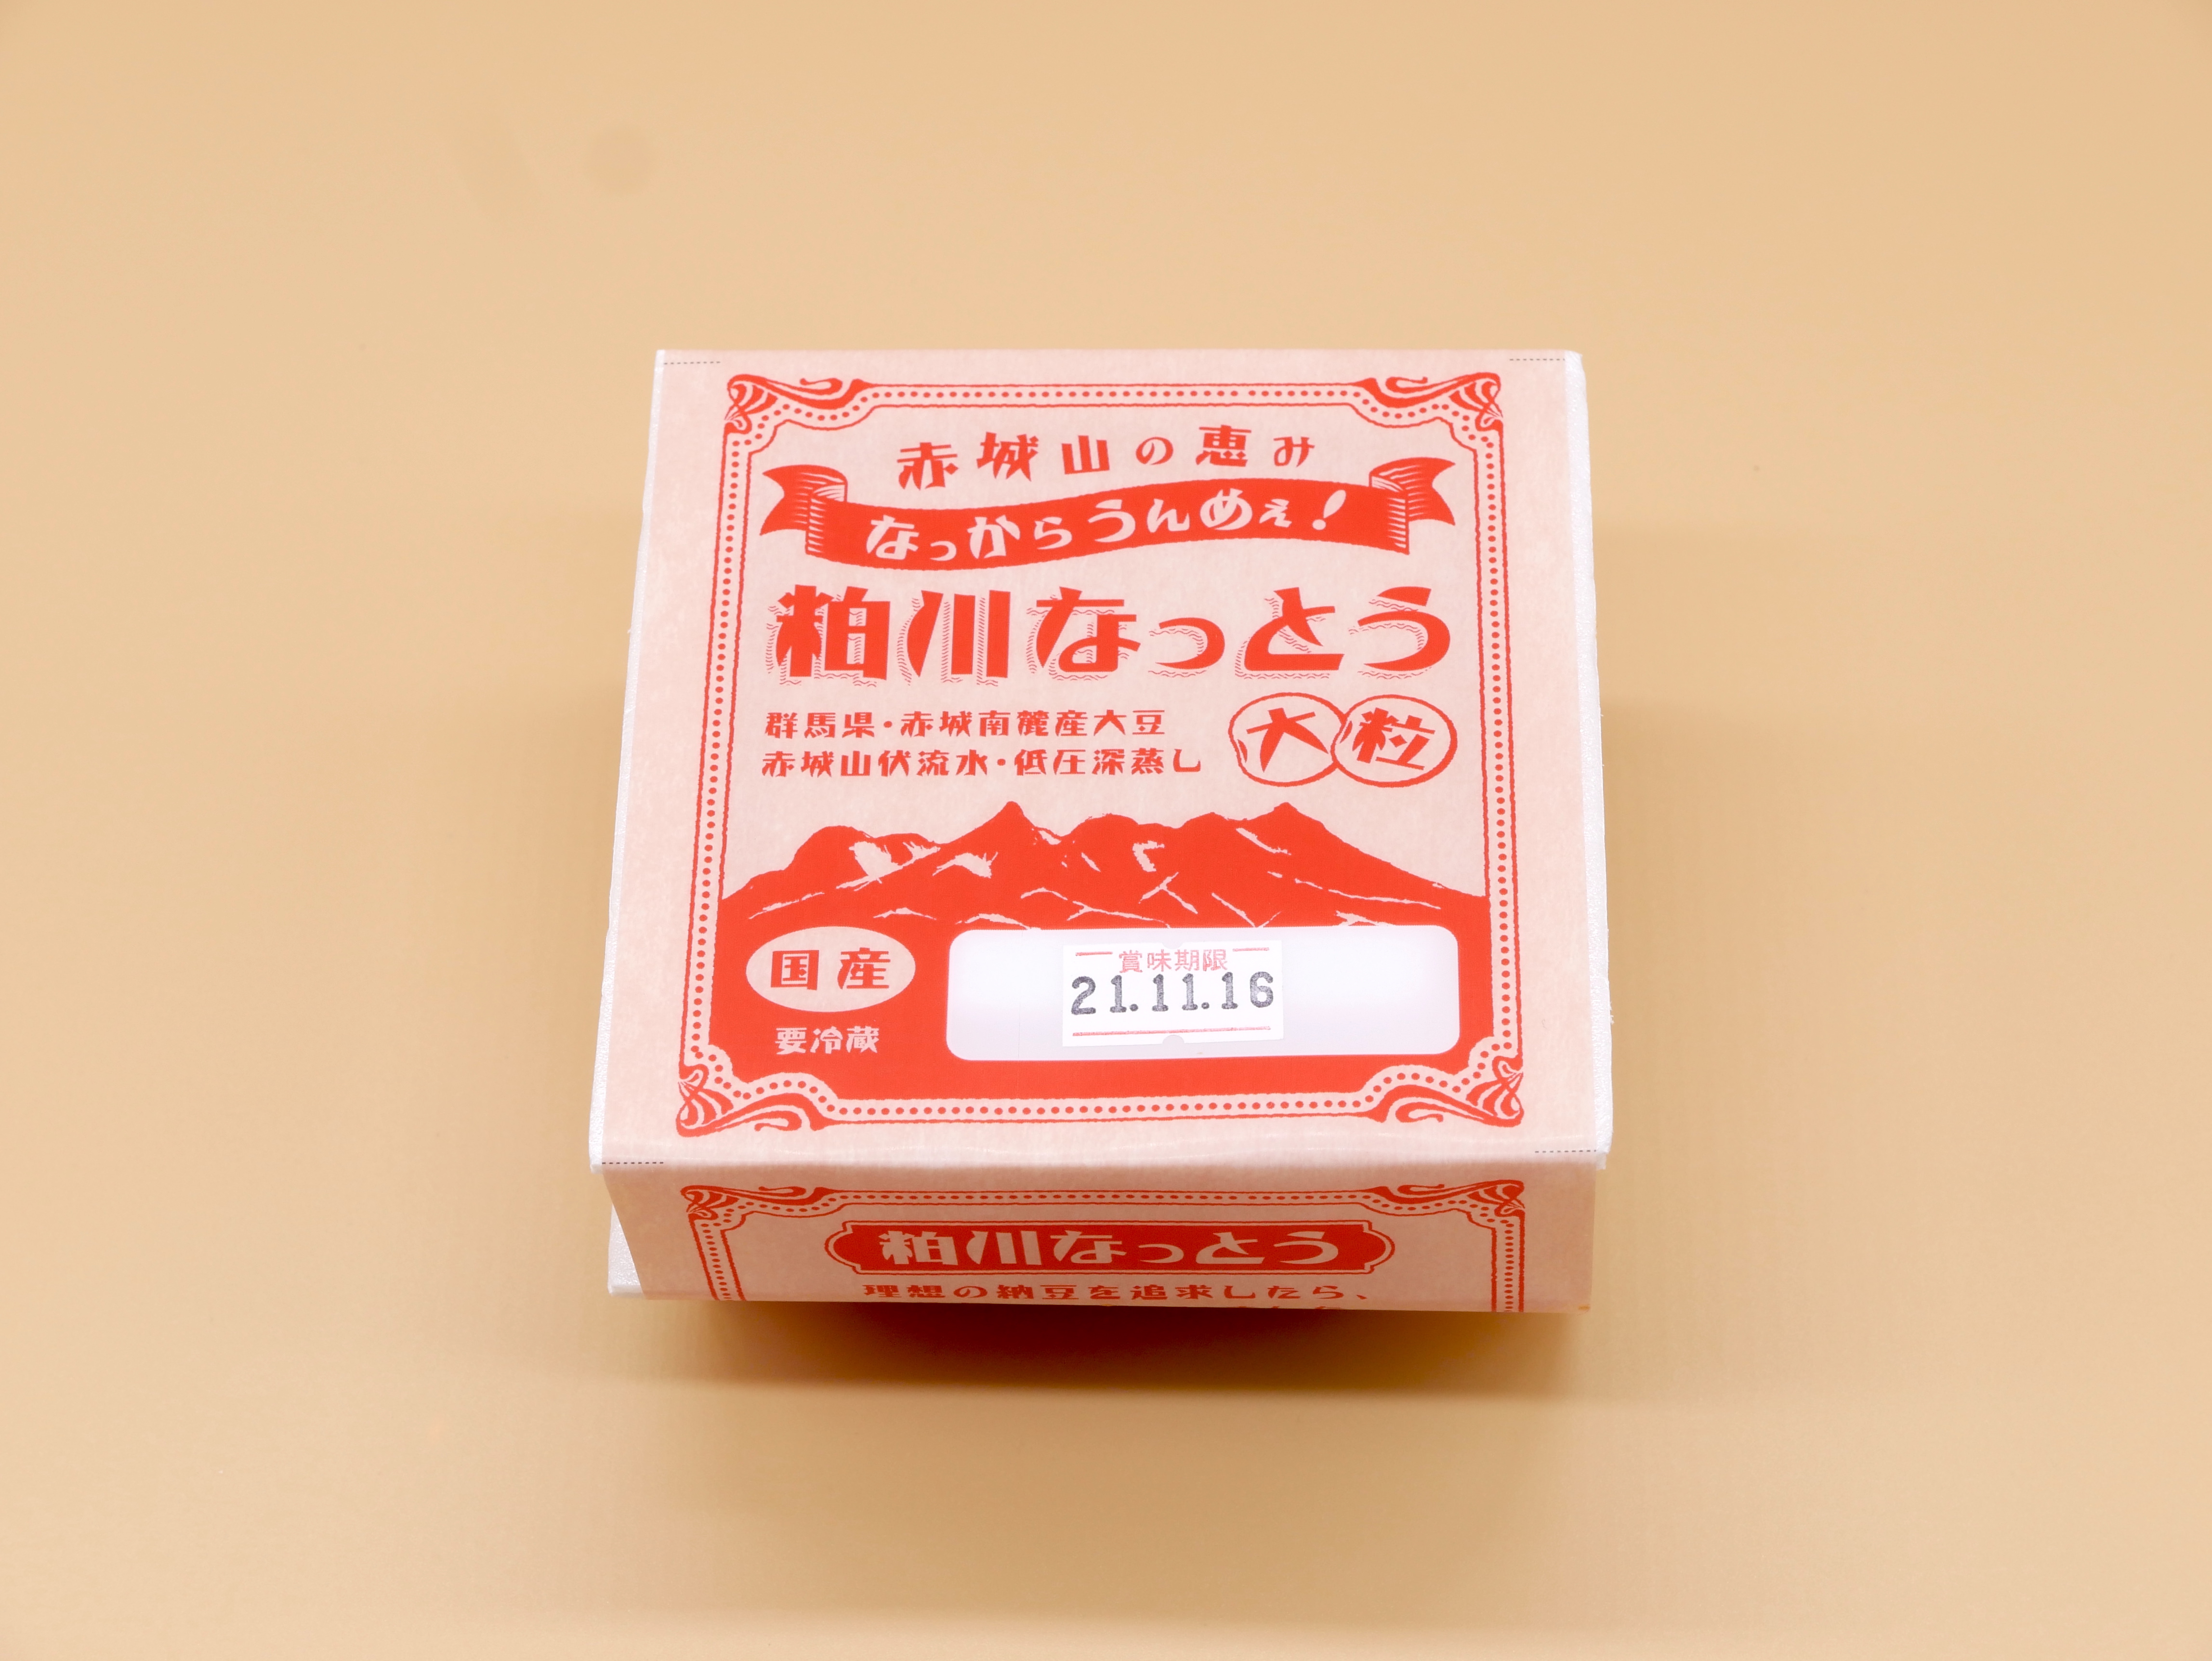 赤城山の恵み
なっからうんめぇ!
粕川なっとう
群馬県・赤城南麓産大豆
赤城山伏流水・低圧深蒸し
大粒
国産
要冷蔵
賞味期限
21.11.16
粕川なっとう
理想の納豆を追求したら、